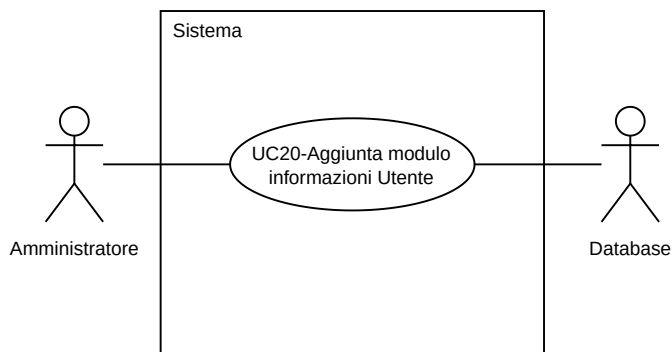 Sistema
UC20-Aggiunta modulo
informazioni Utente
Amministratore
Database